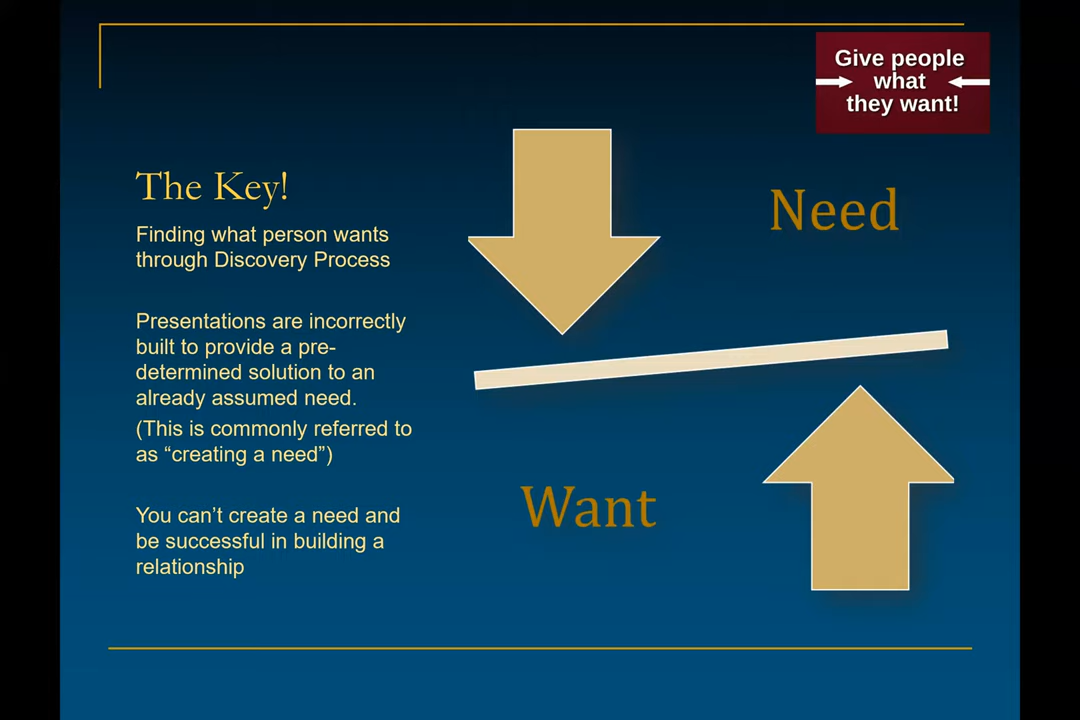 Give people
what
they want!
The Key!
Finding what person wants
through Discovery Process
Presentations are incorrectly
built to provide a pre-
determined solution to an
already assumed need.
(This is commonly referred to
as “creating a need”)
You can’t create a need and
be successful in building a
relationship
Need
Want